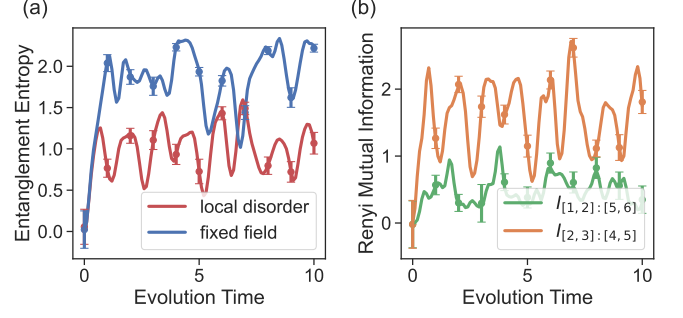 (a)
Entanglement Entropy
2.0
1.5
1.0
0.5
0.0
local disorder
fixed field
0
5
10
Evolution Time
(b)
Renyi Mutual Information
2
1
0
I[1, 2] : [5, 6]
I[2, 3] : [4, 5]
0
5
10
Evolution Time